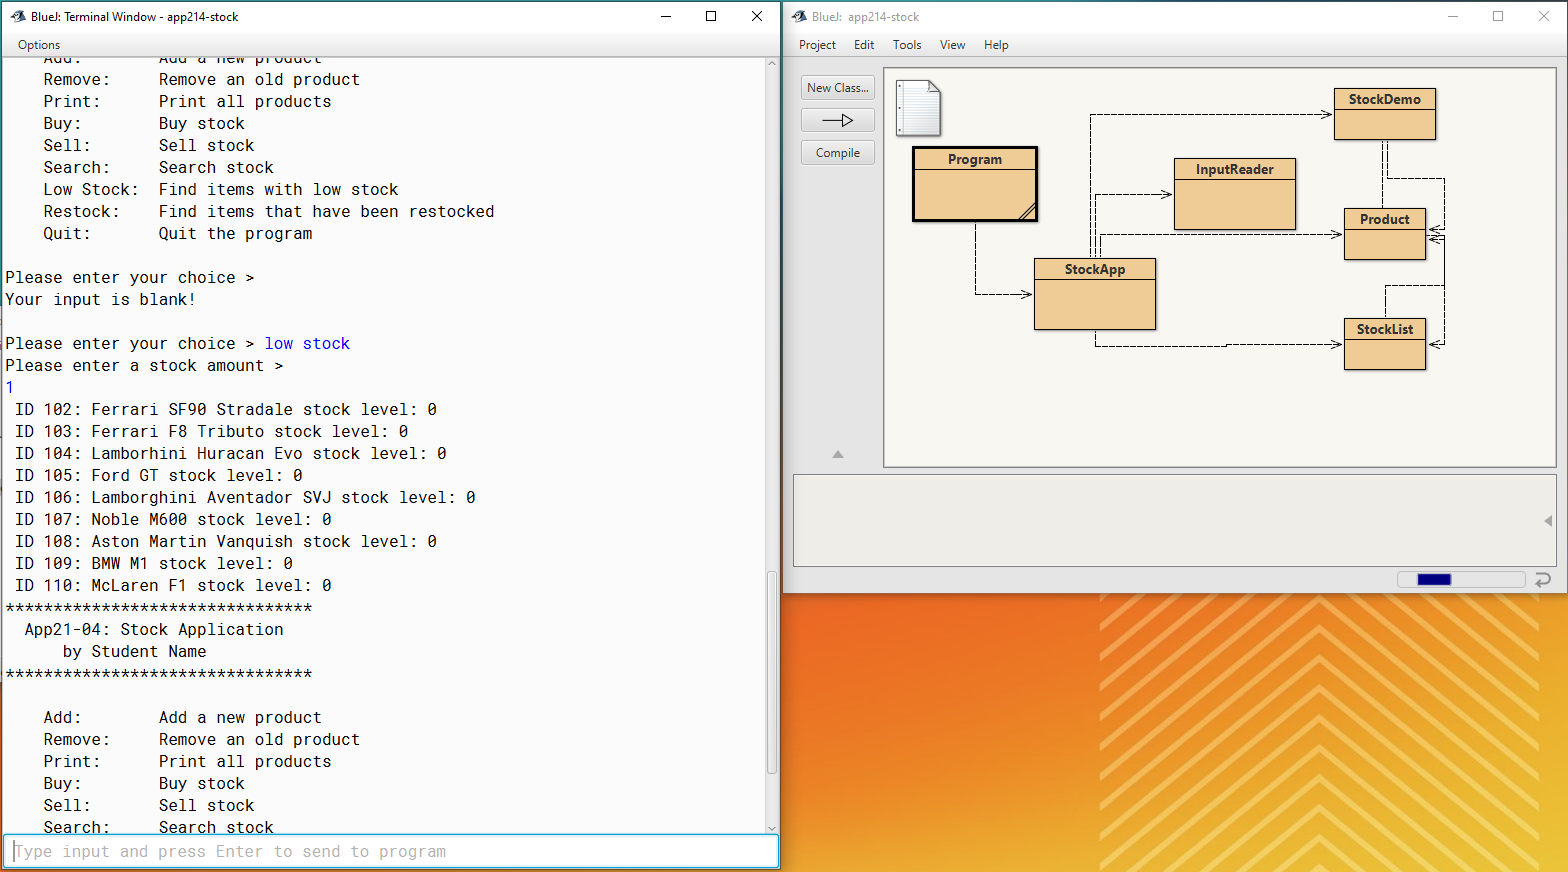 BlueJ: Terminal Window - app214-stock
Options
Add: Add a new product
Remove: Remove an old product
Print: Print all products
Buy: Buy stock
Sell: Sell stock
Search: Search stock
Low Stock: Find items with low stock
Restock: Find items that have been restocked
Quit: Quit the program
Please enter your choice >
Your input is blank!
Please enter your choice > low stock
Please enter a stock amount >
1
ID 102: Ferrari SF90 Stradale stock level: 0
ID 103: Ferrari F8 Tributo stock level: 0
ID 104: Lamborhini Huracan Evo stock level: 0
ID 105: Ford GT stock level: 0
ID 106: Lamborghini Aventador SVJ stock level: 0
ID 107: Noble M600 stock level: 0
ID 108: Aston Martin Vanquish stock level: 0
ID 109: BMW M1 stock level: 0
ID 110: McLaren F1 stock level: 0
********************************
App21-04: Stock Application
by Student Name
********************************
Add: Add a new product
Remove: Remove an old product
Print: Print all products
Buy: Buy stock
Sell: Sell stock
Search: Search stock
Type input and press Enter to send to program
BlueJ: app214-stock
Project Edit Tools View Help
New Class...
Compile
Program
StockDemo
InputReader
Product
StockApp
StockList